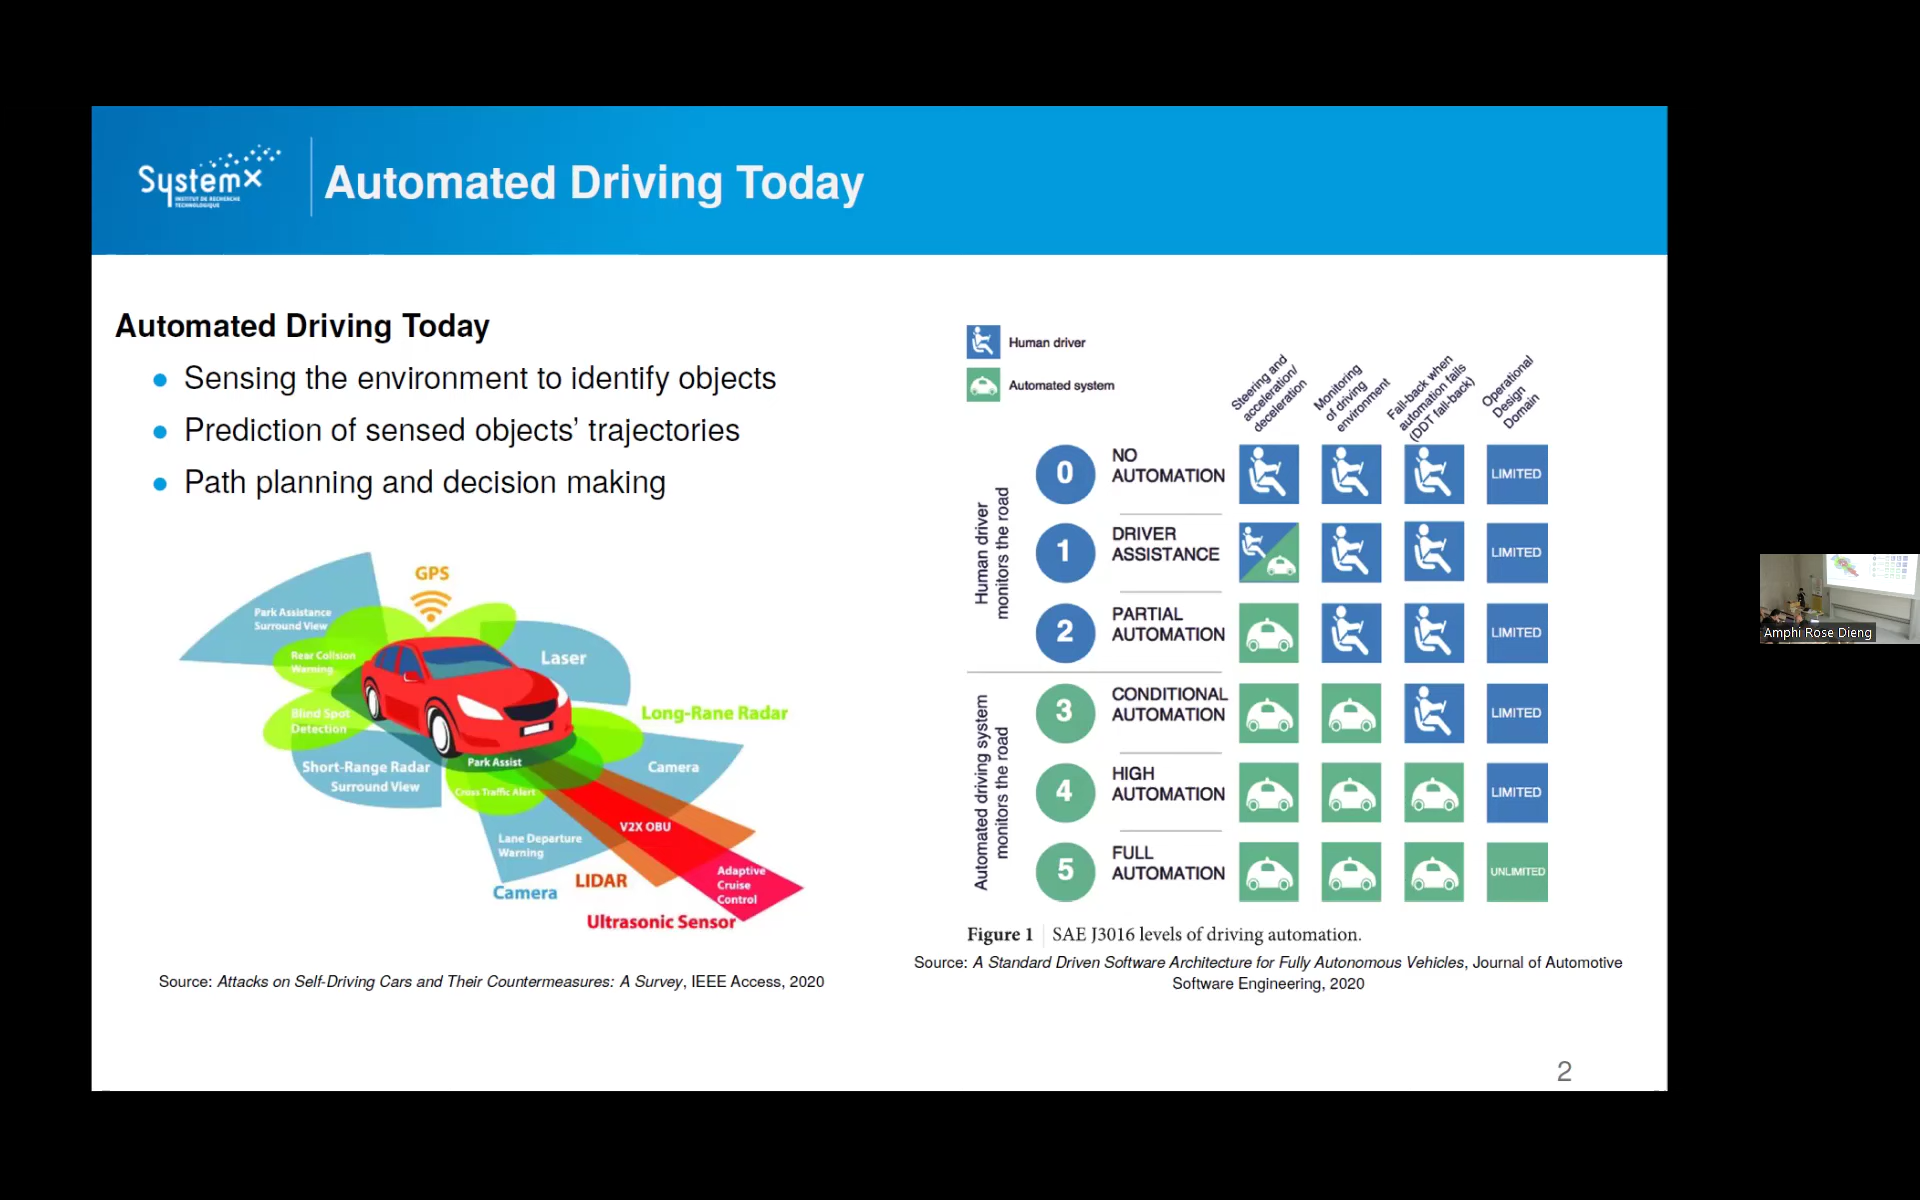 SystemX
INSTITUT DE RECHERCHE
TECHNOLOGIQUE
Automated Driving Today
Automated Driving Today
Sensing the environment to identify objects
Prediction of sensed objects' trajectories
Path planning and decision making
GPS
Park Assistance
Surround View
Rear Collision
Warning
Laser
Blind Spot
Detection
Long-Rane Radar
Short-Range Radar
Surround View
Park Assist
Camera
Cross Traffic Alert
V2X OBU
Lane Departure
Warning
Adaptive
Cruise
Control
Camera
LIDAR
Ultrasonic Sensor
Source: Attacks on Self-Driving Cars and Their Countermeasures: A Survey, IEEE Access, 2020
Human driver
Automated system
Steering and
acceleration/
deceleration
Monitoring
of driving
environment
Fall-back when
automation fails
(DDT fall-back)
Operational
Design
Domain
Human driver
monitors the road
0
NO
AUTOMATION
LIMITED
1
DRIVER
ASSISTANCE
LIMITED
2
PARTIAL
AUTOMATION
LIMITED
Automated driving system
monitors the road
3
CONDITIONAL
AUTOMATION
LIMITED
4
HIGH
AUTOMATION
LIMITED
5
FULL
AUTOMATION
UNLIMITED
Figure 1 SAE J3016 levels of driving automation.
Source: A Standard Driven Software Architecture for Fully Autonomous Vehicles, Journal of Automotive
Software Engineering, 2020
2
Amphi Rose Dieng